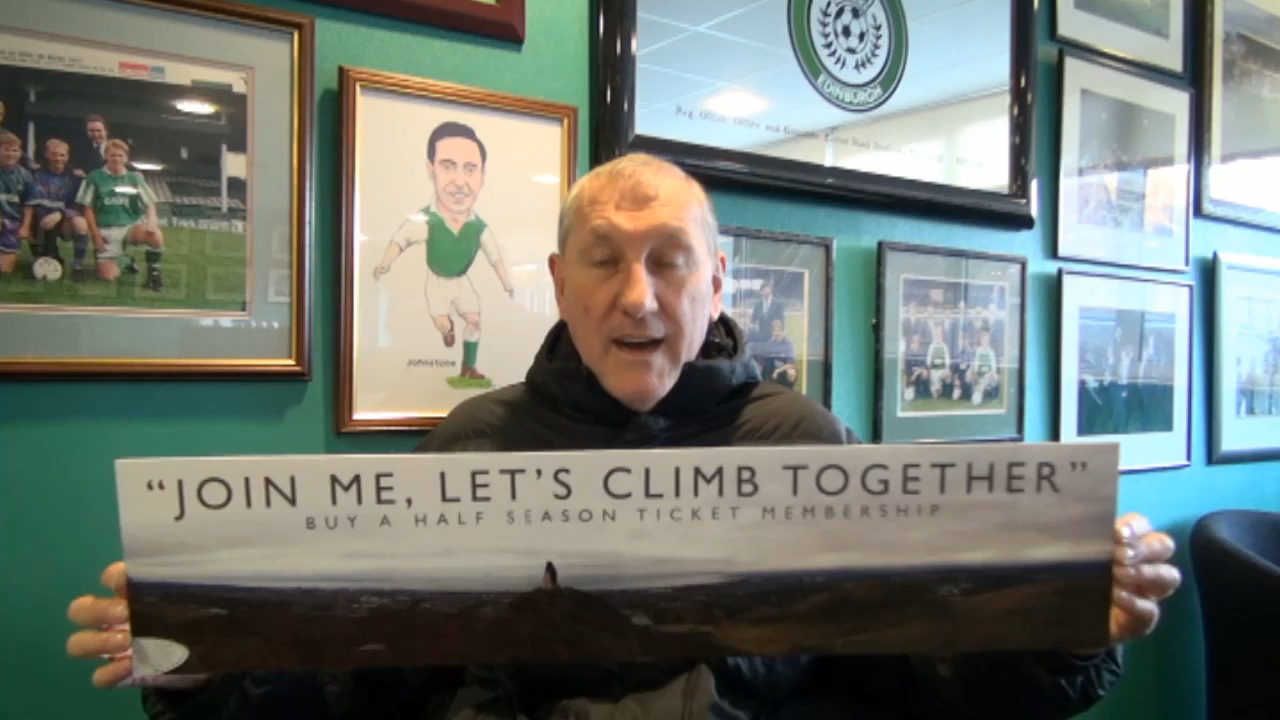 EDINBURGH
Johnstone
“JOIN ME, LET’S CLIMB TOGETHER”
BUY A HALF SEASON TICKET MEMBERSHIP